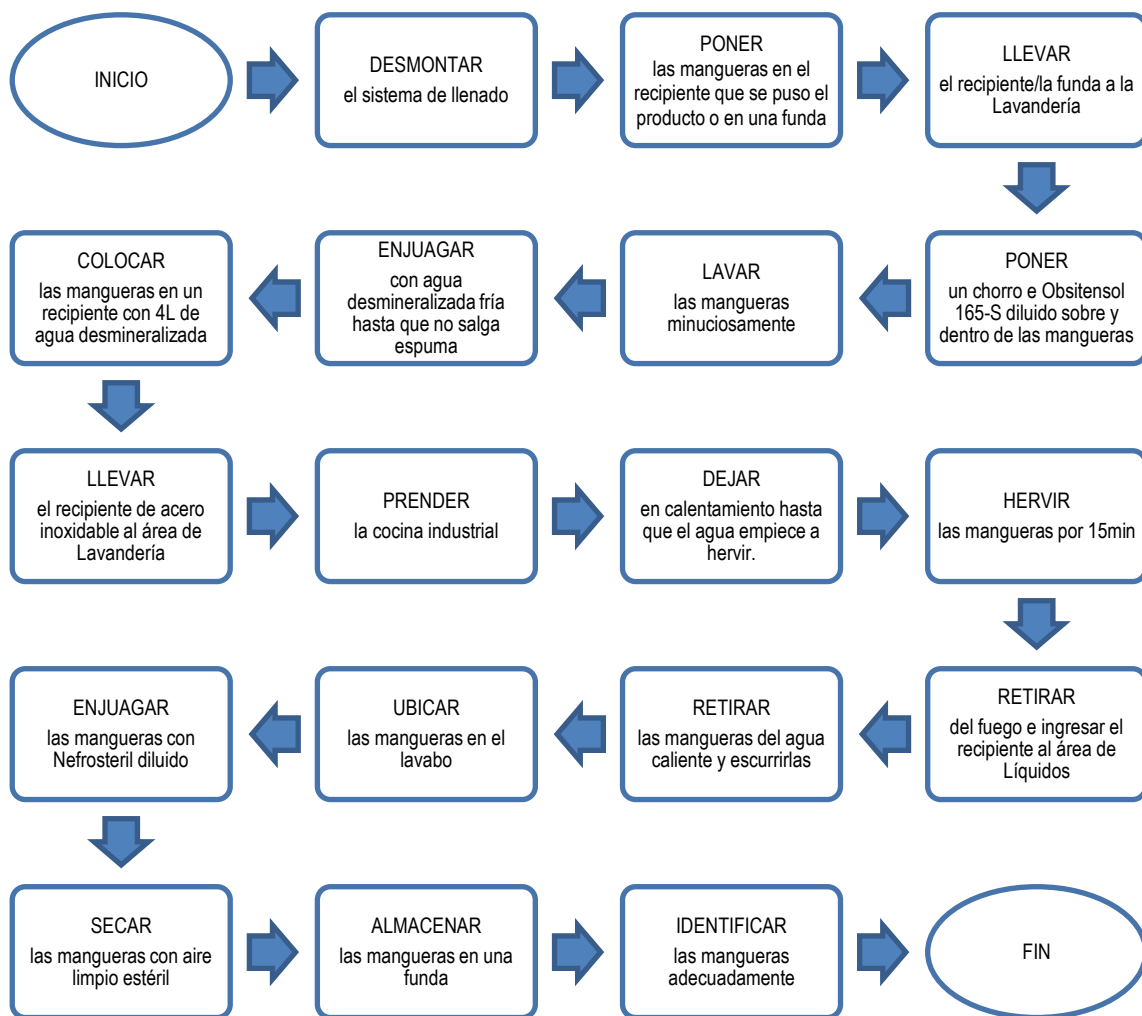 INICIO
DESMONTAR
el sistema de llenado
PONER
las mangueras en el
recipiente que se puso el
producto o en una funda
LLEVAR
el recipiente/la funda a la
Lavandería
PONER
un chorro e Obsitensol
165-S diluido sobre y
dentro de las mangueras
LAVAR
las mangueras
minuciosamente
ENJUAGAR
con agua
desmineralizada fría
hasta que no salga
espuma
COLOCAR
las mangueras en un
recipiente con 4L de
agua desmineralizada
LLEVAR
el recipiente de acero
inoxidable al área de
Lavandería
PRENDER
la cocina industrial
DEJAR
en calentamiento hasta
que el agua empiece a
hervir.
HERVIR
las mangueras por 15min
RETIRAR
del fuego e ingresar el
recipiente al área de
Líquidos
RETIRAR
las mangueras del agua
caliente y escurrirlas
UBICAR
las mangueras en el
lavabo
ENJUAGAR
las mangueras con
Nefrosteril diluido
SECAR
las mangueras con aire
limpio estéril
ALMACENAR
las mangueras en una
funda
IDENTIFICAR
las mangueras
adecuadamente
FIN